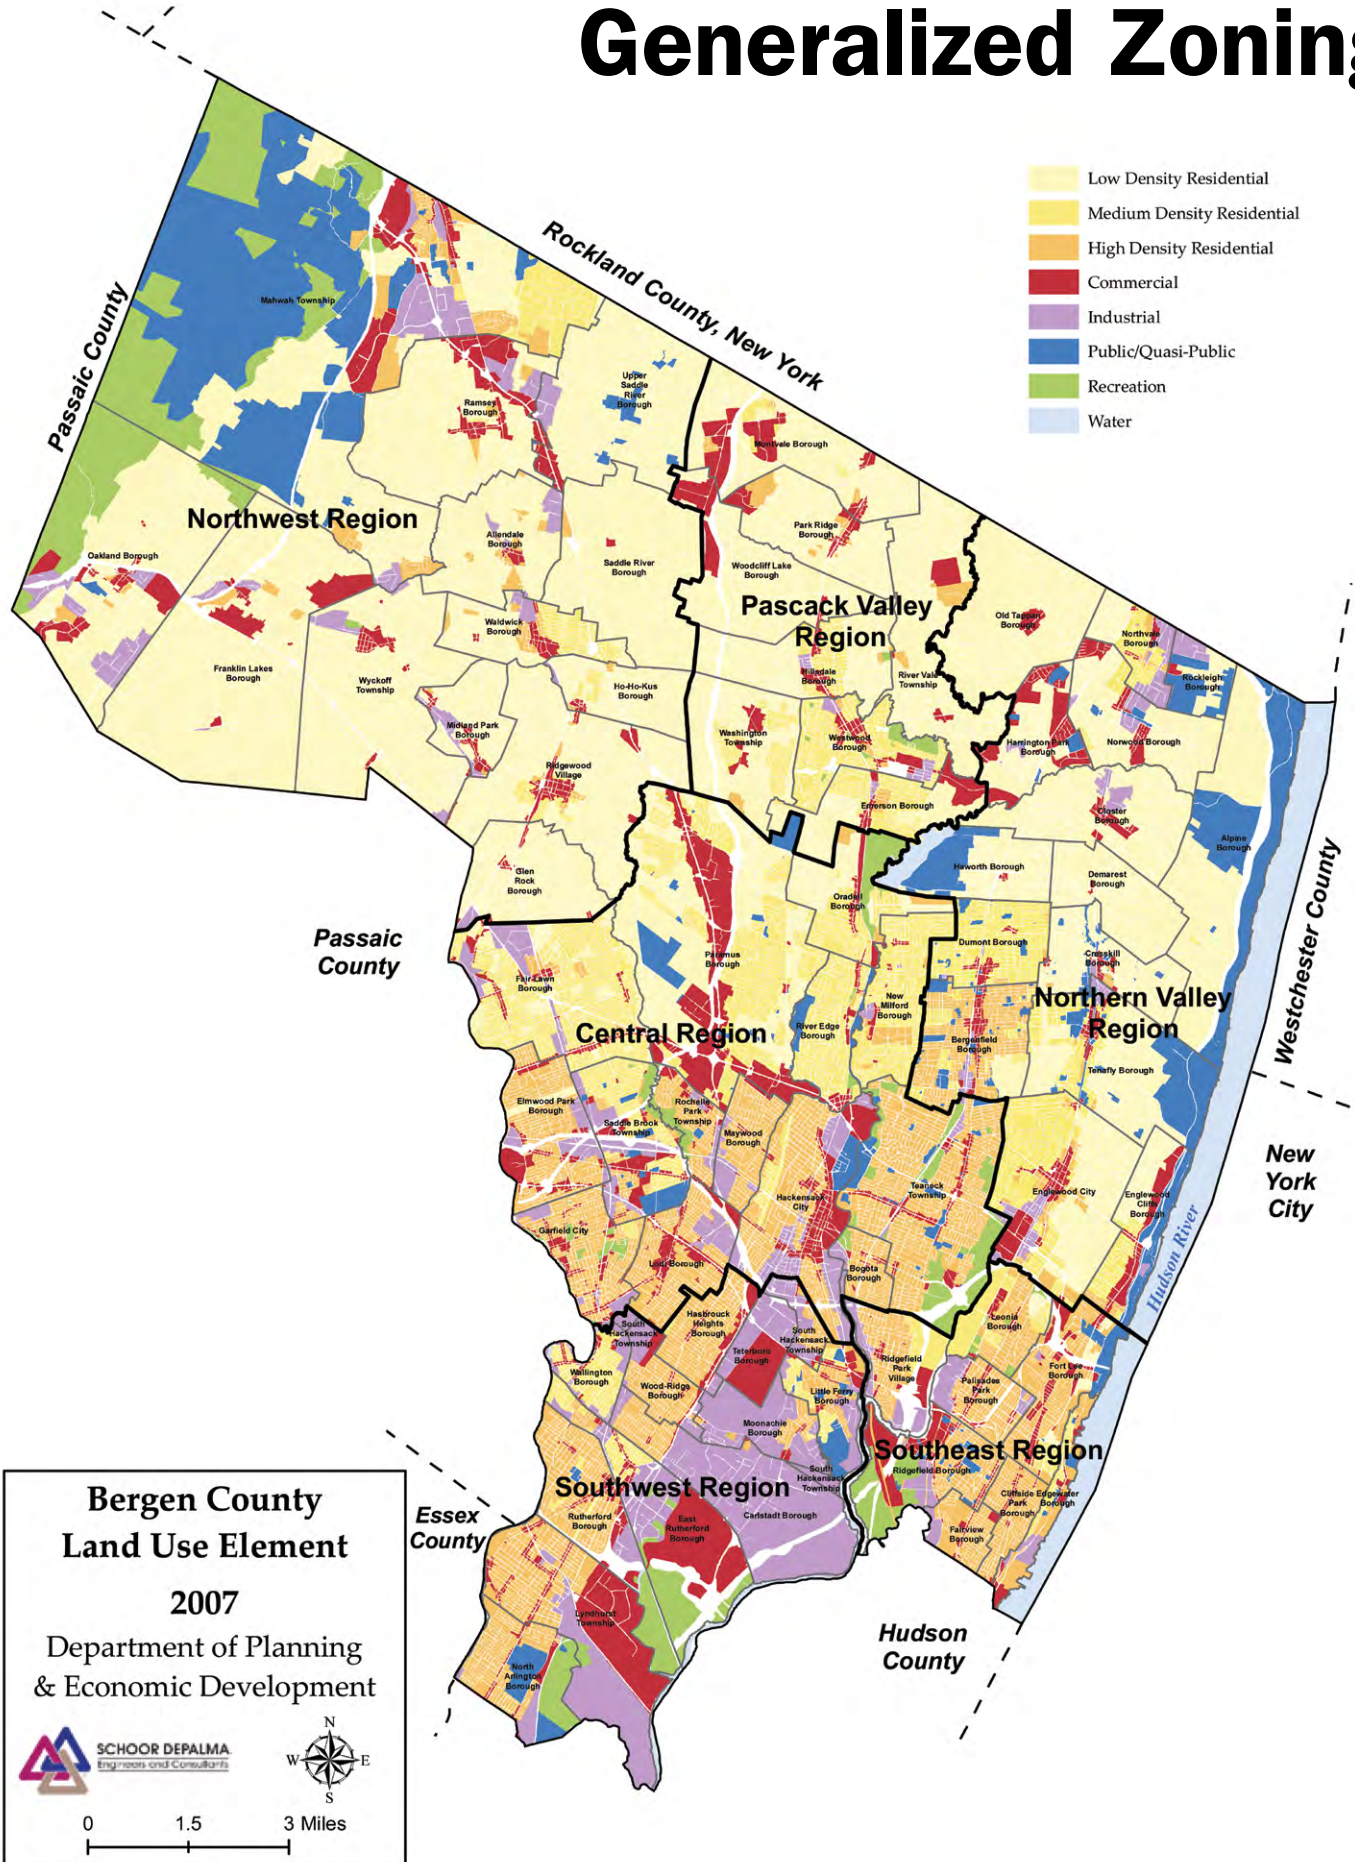 Generalized Zoning
Low Density Residential
Medium Density Residential
High Density Residential
Commercial
Industrial
Public/Quasi-Public
Recreation
Water
Rockland County, New York
Passaic County
Mahwah Township
Upper
Saddle
River
Borough
Ramsey
Borough
Montvale Borough
Northwest Region
Park Ridge
Borough
Allendale
Borough
Oakland Borough
Saddle River
Borough
Woodcliff Lake
Borough
Pascack Valley
Region
Old Tappan
Borough
Waldwick
Borough
Northvale
Borough
Franklin Lakes
Borough
Wyckoff
Township
Hillsdale
Borough
River Vale
Township
Rockleigh
Borough
Ho-Ho-Kus
Borough
Midland Park
Borough
Washington
Township
Westwood
Borough
Harrington Park
Borough
Norwood Borough
Ridgewood
Village
Emerson Borough
Closter
Borough
Alpine
Borough
Glen
Rock
Borough
Haworth Borough
Demarest
Borough
Oradell
Borough
Westchester County
Passaic
County
Paramus
Borough
Dumont Borough
Cresskill
Borough
Fair Lawn
Borough
New
Milford
Borough
Northern Valley
Region
Central Region
River Edge
Borough
Bergenfield
Borough
Tenafly Borough
Elmwood Park
Borough
Rochelle
Park
Township
Saddle Brook
Township
Maywood
Borough
New
York
City
Hackensack
City
Teaneck
Township
Englewood City
Englewood
Cliffs
Borough
Garfield City
Lodi Borough
Bogota
Borough
Hudson River
South
Hackensack
Township
Hasbrouck
Heights
Borough
South
Hackensack
Township
Leonia
Borough
Teterboro
Borough
Ridgefield
Park
Village
Fort Lee
Borough
Wallington
Borough
Wood-Ridge
Borough
Little Ferry
Borough
Palisades
Park
Borough
Moonachie
Borough
Southeast Region
South
Hackensack
Township
Ridgefield Borough
Southwest Region
Cliffside
Park
Borough
Edgewater
Borough
Essex
County
Rutherford
Borough
East
Rutherford
Borough
Carlstadt Borough
Fairview
Borough
Lyndhurst
Township
Hudson
County
North
Arlington
Borough
Bergen County
Land Use Element
2007
Department of Planning
& Economic Development
SCHOOR DEPALMA
Engineers and Consultants
N
W E
S
0 1.5 3 Miles